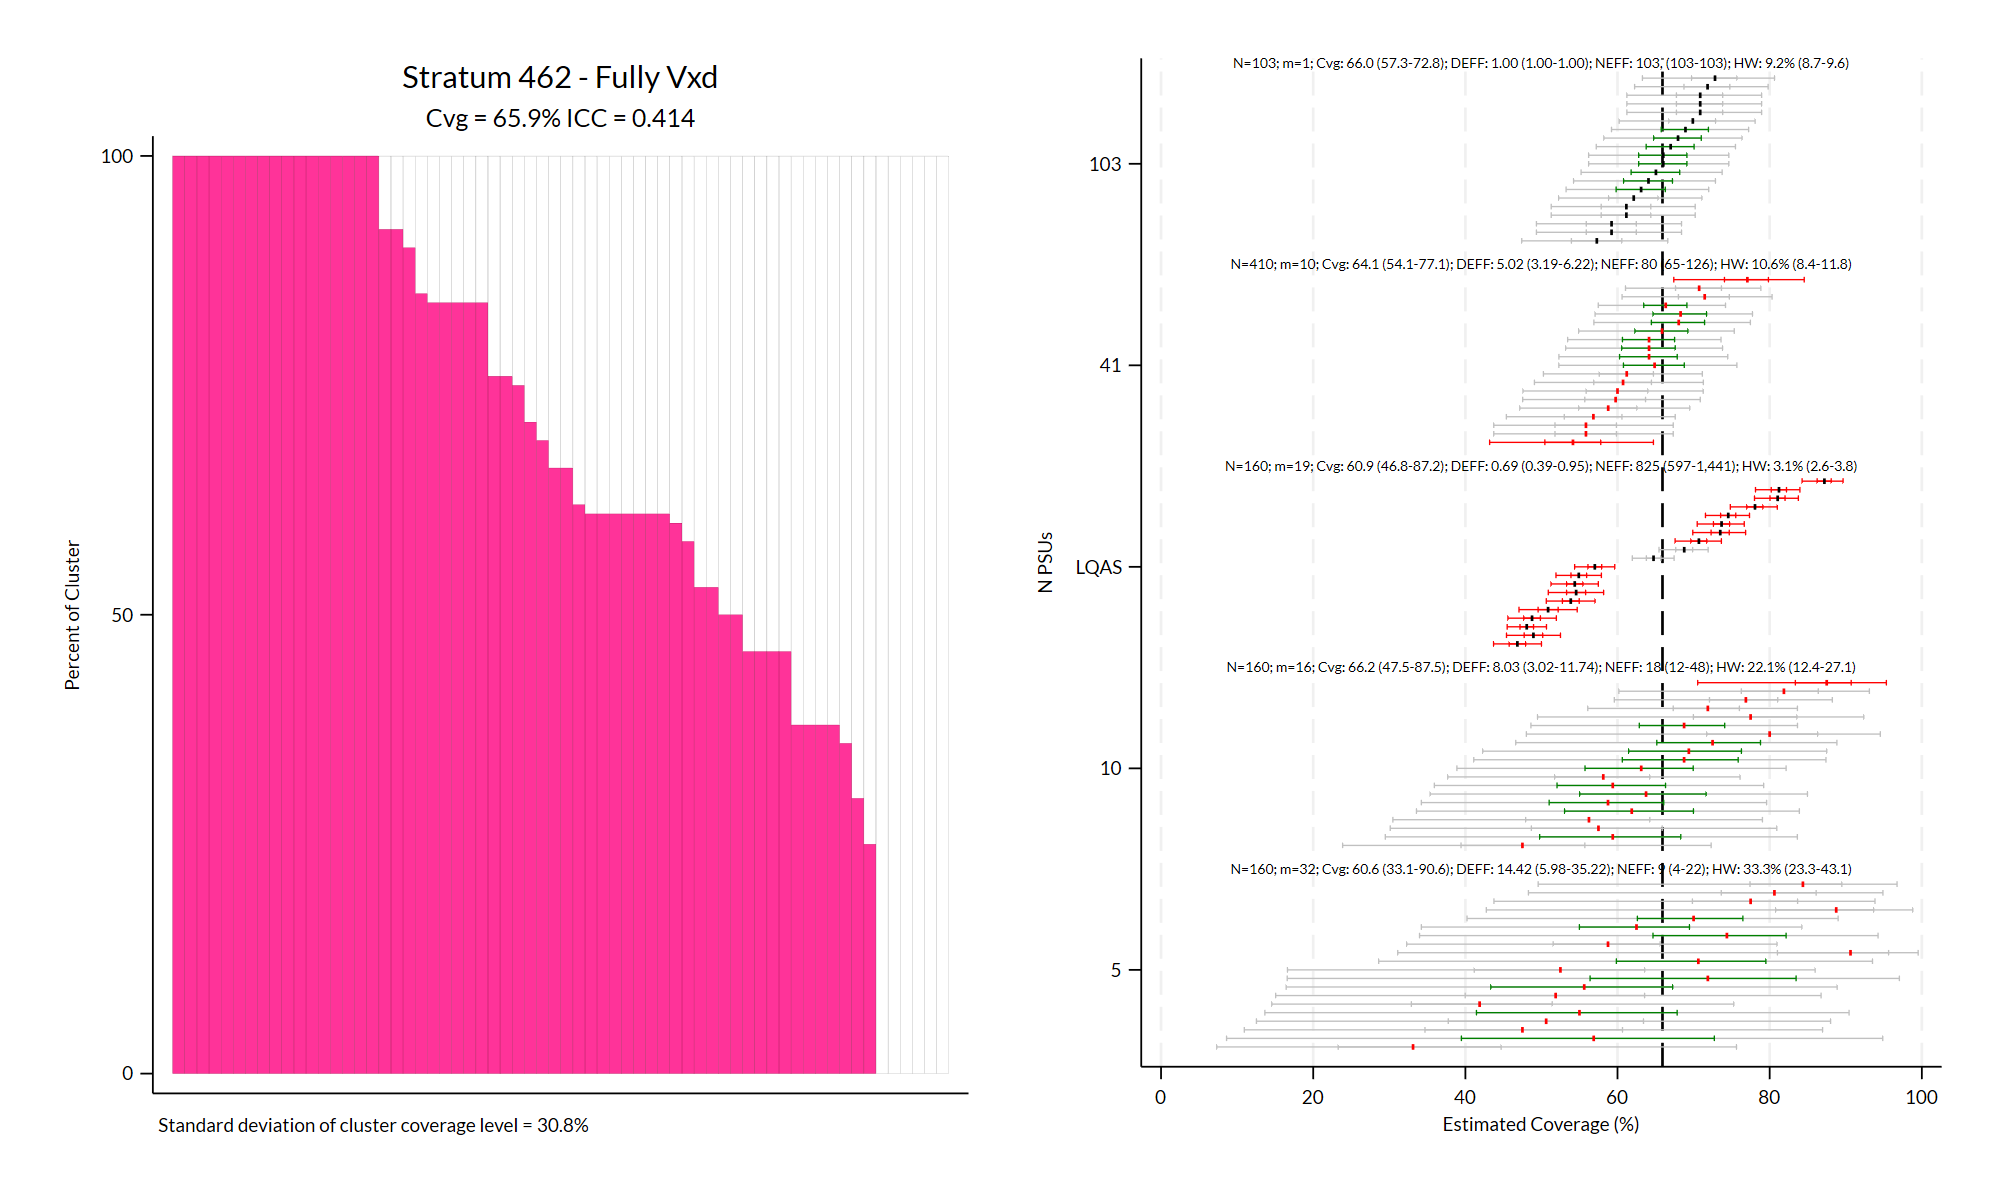 Stratum 462 - Fully Vxd
Cvg = 65.9% ICC = 0.414
100
50
0
Percent of Cluster
Standard deviation of cluster coverage level = 30.8%
N=103; m=1; Cvg: 66.0 (57.3-72.8); DEFF: 1.00 (1.00-1.00); NEFF: 103 (103-103); HW: 9.2% (8.7-9.6)
103
N=410; m=10; Cvg: 64.1 (54.1-77.1); DEFF: 5.02 (3.19-6.22); NEFF: 80 (65-126); HW: 10.6% (8.4-11.8)
41
N=160; m=19; Cvg: 60.9 (46.8-87.2); DEFF: 0.69 (0.39-0.95); NEFF: 825 (597-1,441); HW: 3.1% (2.6-3.8)
LQAS
N=160; m=16; Cvg: 66.2 (47.5-87.5); DEFF: 8.03 (3.02-11.74); NEFF: 18 (12-48); HW: 22.1% (12.4-27.1)
10
N=160; m=32; Cvg: 60.6 (33.1-90.6); DEFF: 14.42 (5.98-35.22); NEFF: 9 (4-22); HW: 33.3% (23.3-43.1)
5
N PSUs
0 20 40 60 80 100
Estimated Coverage (%)